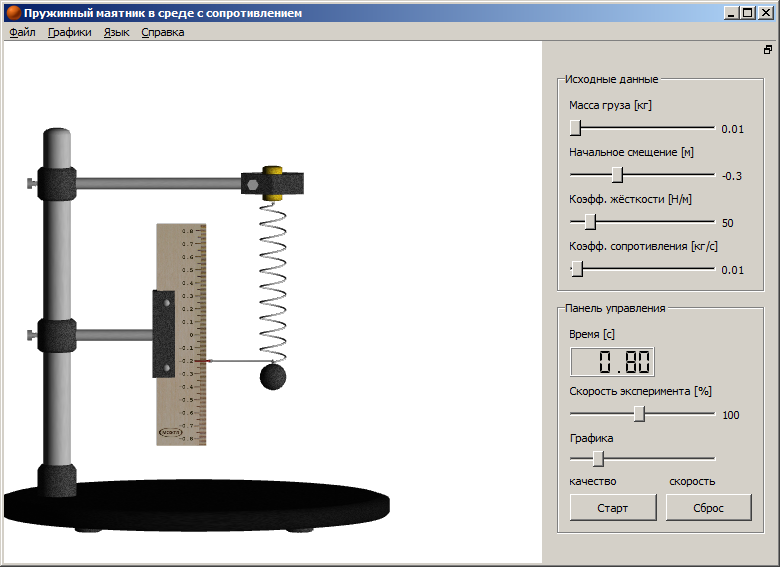 Пружинный маятник в среде с сопротивлением
Файл Графики Язык Справка
Исходные данные
Масса груза [кг]
0.01
Начальное смещение [м]
-0.3
Коэфф. жёсткости [Н/м]
50
Коэфф. сопротивления [кг/с]
0.01
Панель управления
Время [с]
0.80
Скорость эксперимента [%]
100
Графика
качество скорость
Старт Сброс
0.8
0.7
0.6
0.5
0.4
0.3
0.2
0.1
0
-0.1
-0.2
-0.3
-0.4
-0.5
-0.6
-0.7
-0.8